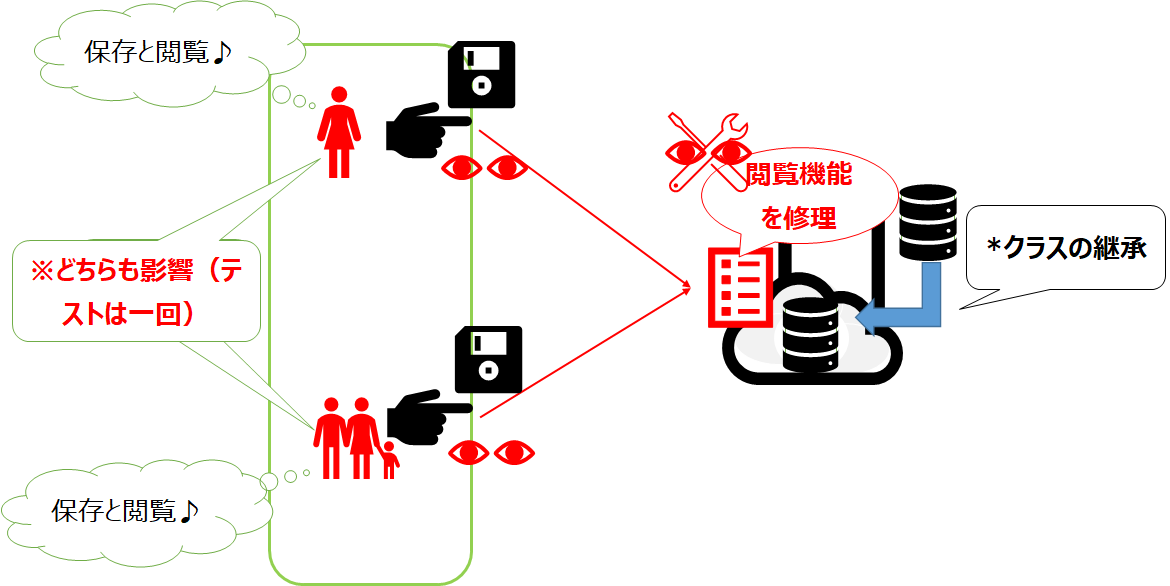 保存と閲覧♪
閲覧機能
を修理
*クラスの継承
※どちらも影響（テ
ストは一回）
保存と閲覧♪